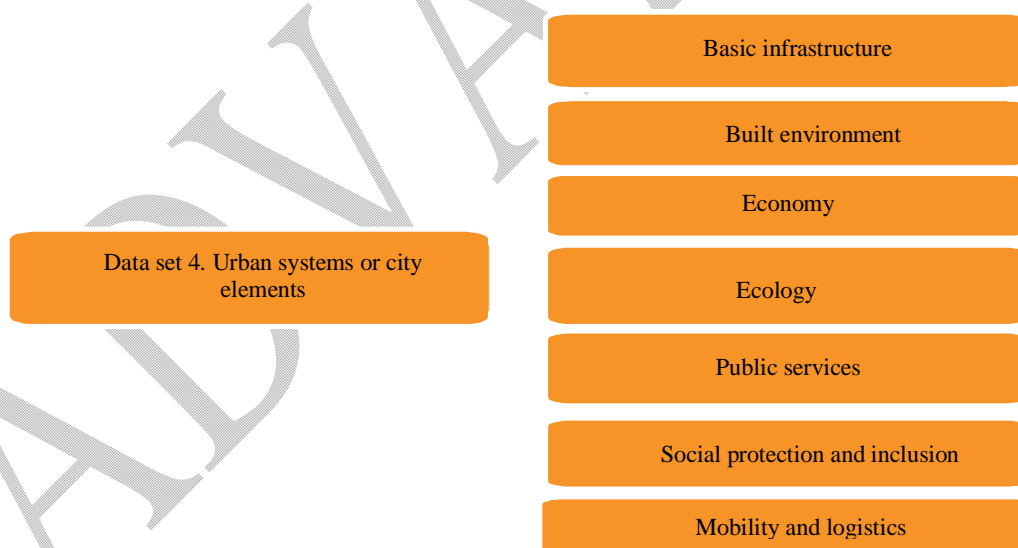 Basic infrastructure
Built environment
Economy
Data set 4. Urban systems or city
elements
Ecology
Public services
Social protection and inclusion
Mobility and logistics
ADVA